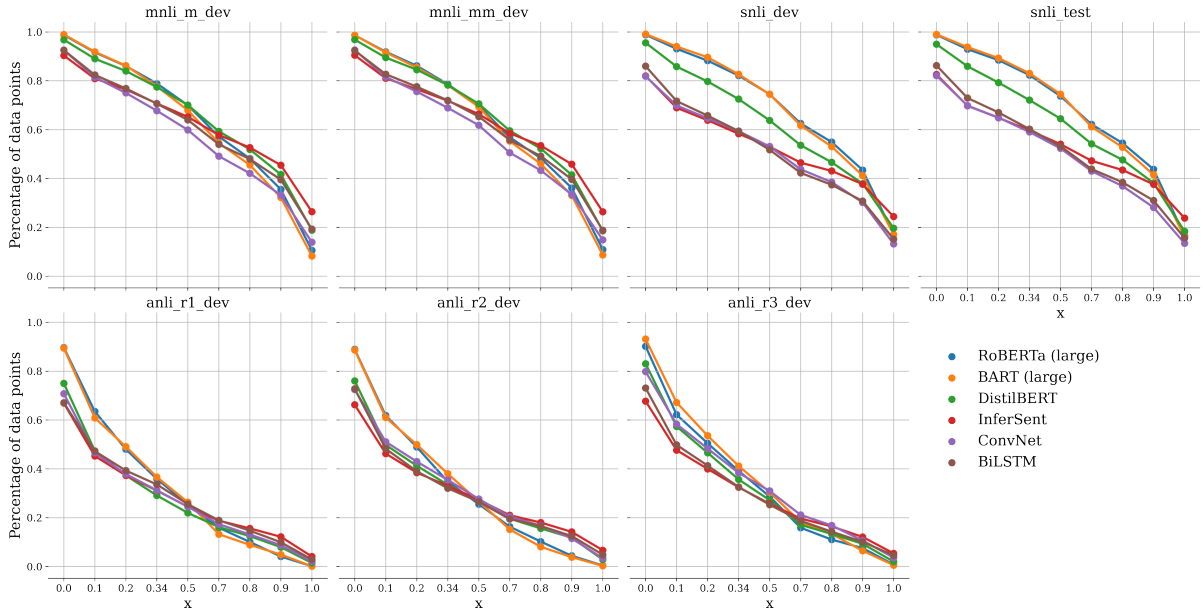 mnli_m_dev
mnli_mm_dev
snli_dev
snli_test
Percentage of data points
1.0
0.8
0.6
0.4
0.2
0.0
0.0 0.1 0.2 0.34 0.5 0.7 0.8 0.9 1.0
x
anli_r1_dev
anli_r2_dev
anli_r3_dev
Percentage of data points
1.0
0.8
0.6
0.4
0.2
0.0
0.0 0.1 0.2 0.34 0.5 0.7 0.8 0.9 1.0
x
0.0 0.1 0.2 0.34 0.5 0.7 0.8 0.9 1.0
x
0.0 0.1 0.2 0.34 0.5 0.7 0.8 0.9 1.0
x
RoBERTa (large)
BART (large)
DistilBERT
InferSent
ConvNet
BiLSTM